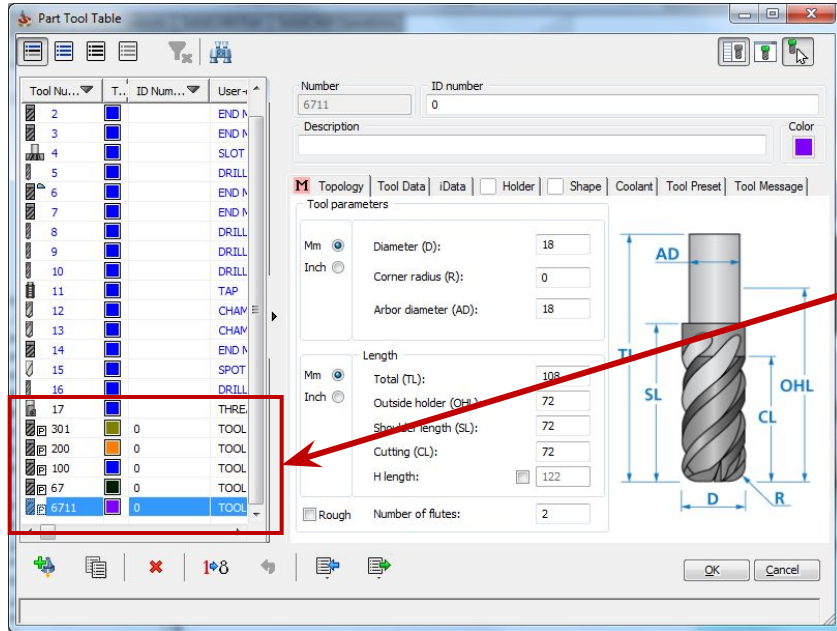 Part Tool Table
Tool Nu... T.. ID Num... User-
2 END M
3 END M
4 SLOT
5 DRILL
6 END M
7 END M
8 DRILL
9 DRILL
10 DRILL
11 TAP
12 CHAM
13 CHAM
14 END M
15 SPOT
16 DRILL
17 THRE
P 301 0 TOOL
P 200 0 TOOL
P 100 0 TOOL
P 67 0 TOOL
P 6711 0 TOOL
Number
6711
ID number
0
Description
Color
M Topology Tool Data iData Holder Shape Coolant Tool Preset Tool Message
Tool parameters
Mm
Inch
Diameter (D): 18
Corner radius (R): 0
Arbor diameter (AD): 18
Length
Mm
Inch
Total (TL): 108
Outside holder (OHL): 72
Shoulder length (SL): 72
Cutting (CL): 72
H length: 122
Rough
Number of flutes: 2
AD
TL
SL
CL
OHL
D
R
1 8
OK
Cancel